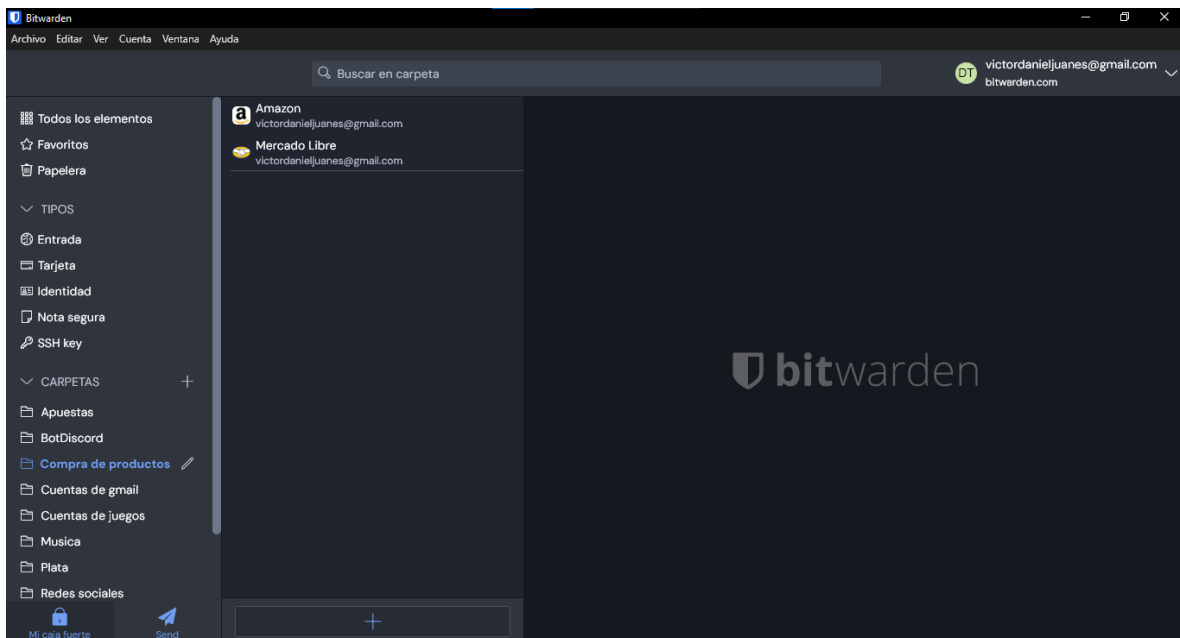 Bitwarden
Archivo Editar Ver Cuenta Ventana Ayuda
Buscar en carpeta
DT
victordanieljuanes@gmail.com
bitwarden.com
Todos los elementos
Favoritos
Papelera
TIPOS
Entrada
Tarjeta
Identidad
Nota segura
SSH key
CARPETAS
Apuestas
BotDiscord
Compra de productos
Cuentas de gmail
Cuentas de juegos
Musica
Plata
Redes sociales
Mi caja fuerte
Send
a
Amazon
victordanieljuanes@gmail.com
Mercado Libre
victordanieljuanes@gmail.com
bitwarden